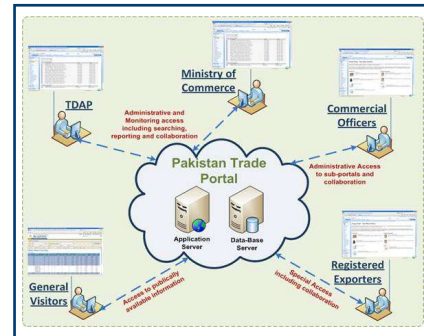 Ministry of
Commerce
TDAP
Commercial
Officers
Administrative and
Monitoring access
including searching,
reporting and collaboration
Pakistan Trade
Portal
Administrative Access
to sub-portals and
collaboration
Application
Server
Data-Base
Server
General
Visitors
Access to publically
available information
Special Access
including collaboration
Registered
Exporters